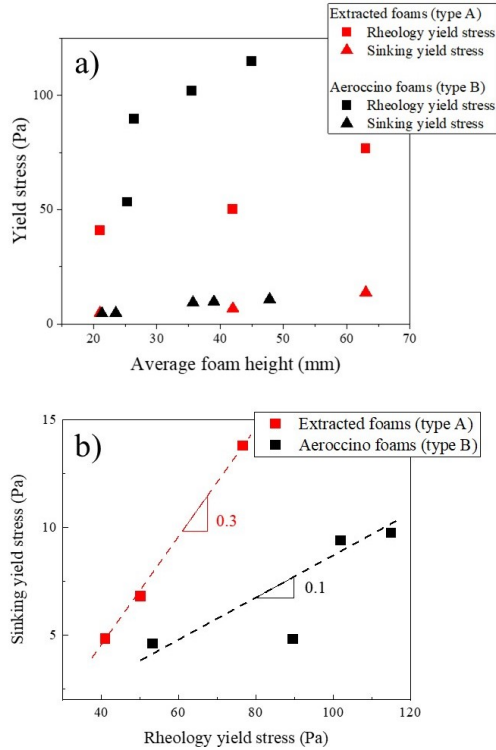 Extracted foams (type A)
Rheology yield stress
Sinking yield stress
Aeroccino foams (type B)
Rheology yield stress
Sinking yield stress
a)
100
50
0
Yield stress (Pa)
20 30 40 50 60 70
Average foam height (mm)
b)
Extracted foams (type A)
Aeroccino foams (type B)
15
10
5
0.3
0.1
Sinking yield stress (Pa)
40 60 80 100 120
Rheology yield stress (Pa)